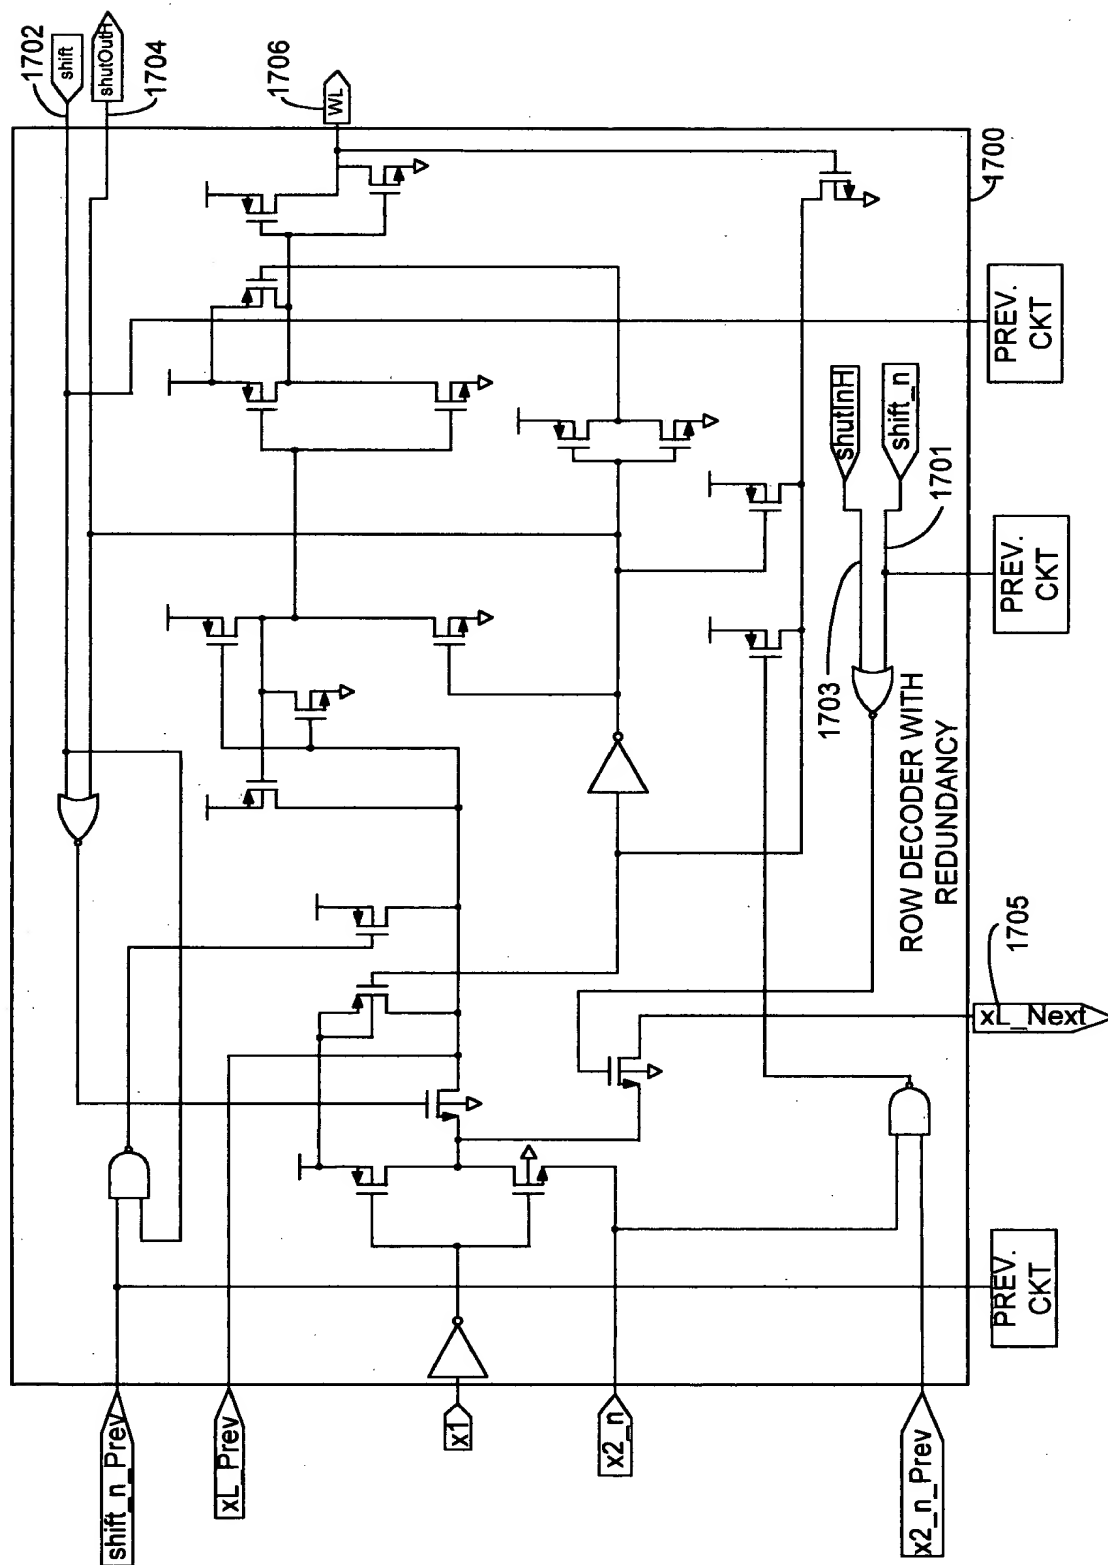 1702
shift
shutOutH
1704
1706
WL
1700
PREV.
CKT
shutInH
shift_n
1701
PREV.
CKT
1703
ROW DECODER WITH
REDUNDANCY
1705
xL_Next
PREV.
CKT
shift_n_Prev
xL_Prev
x1
x2_n
x2_n_Prev